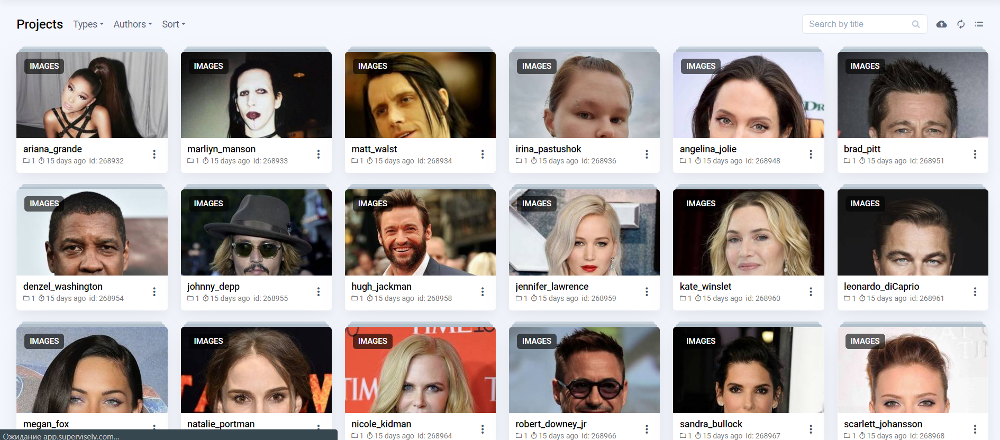 Projects Types Authors Sort Search by title
IMAGES IMAGES IMAGES IMAGES IMAGES IMAGES
DR
ariana_grande marliyn_manson matt_walst irina_pastushok angelina_jolie brad_pitt
1 15 days ago id: 268932 1 15 days ago id: 268933 1 15 days ago id: 268934 1 15 days ago id: 268936 1 15 days ago id: 268948 1 15 days ago id: 268951
IMAGES IMAGES IMAGES IMAGES IMAGES IMAGES
denzel_washington johnny_depp hugh_jackman jennifer_lawrence kate_winslet leonardo_diCaprio
1 15 days ago id: 268954 1 15 days ago id: 268955 1 15 days ago id: 268958 1 15 days ago id: 268959 1 15 days ago id: 268960 1 15 days ago id: 268961
IMAGES IMAGES IMAGES IMAGES IMAGES IMAGES
TIME
TIM T
megan_fox natalie_portman nicole_kidman robert_downey_jr sandra_bullock scarlett_johansson
1 15 days ago id: 268964 1 15 days ago id: 268966 1 15 days ago id: 268967 1 15 days ago id: 268968
Ожидание app.supervisely.com...